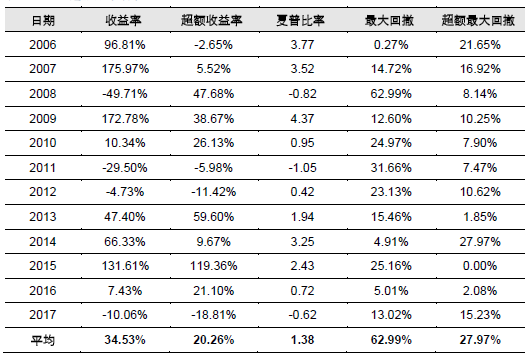 日期 收益率 超额收益率 夏普比率 最大回撤 超额最大回撤
2006 96.81% -2.65% 3.77 0.27% 21.65%
2007 175.97% 5.52% 3.52 14.72% 16.92%
2008 -49.71% 47.68% -0.82 62.99% 8.14%
2009 172.78% 38.67% 4.37 12.60% 10.25%
2010 10.34% 26.13% 0.95 24.97% 7.90%
2011 -29.50% -5.98% -1.05 31.66% 7.47%
2012 -4.73% -11.42% 0.42 23.13% 10.62%
2013 47.40% 59.60% 1.94 15.46% 1.85%
2014 66.33% 9.67% 3.25 4.91% 27.97%
2015 131.61% 119.36% 2.43 25.16% 0.00%
2016 7.43% 21.10% 0.72 5.01% 2.08%
2017 -10.06% -18.81% -0.62 13.02% 15.23%
平均 34.53% 20.26% 1.38 62.99% 27.97%